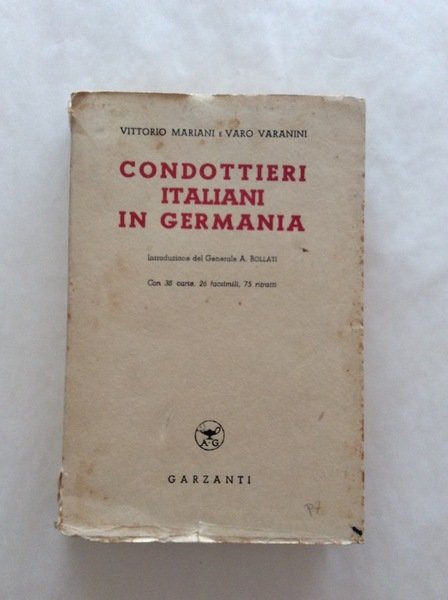 VITTORIO MARIANI E VARO VARANINI
CONDOTTIERI
ITALIANI
IN GERMANIA
Introduzione del Generale A. BOLLATI
Con 38 carte, 26 facsimili, 75 ritratti
A G
GARZANTI
P7